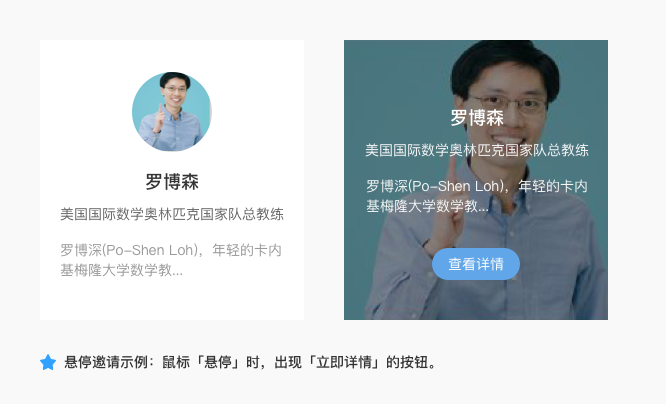 罗博森
美国国际数学奥林匹克国家队总教练
罗博深(Po-Shen Loh)，年轻的卡内
基梅隆大学数学教...
罗博森
美国国际数学奥林匹克国家队总教练
罗博深(Po-Shen Loh)，年轻的卡内
基梅隆大学数学教...
查看详情
悬停邀请示例：鼠标「悬停」时，出现「立即详情」的按钮。